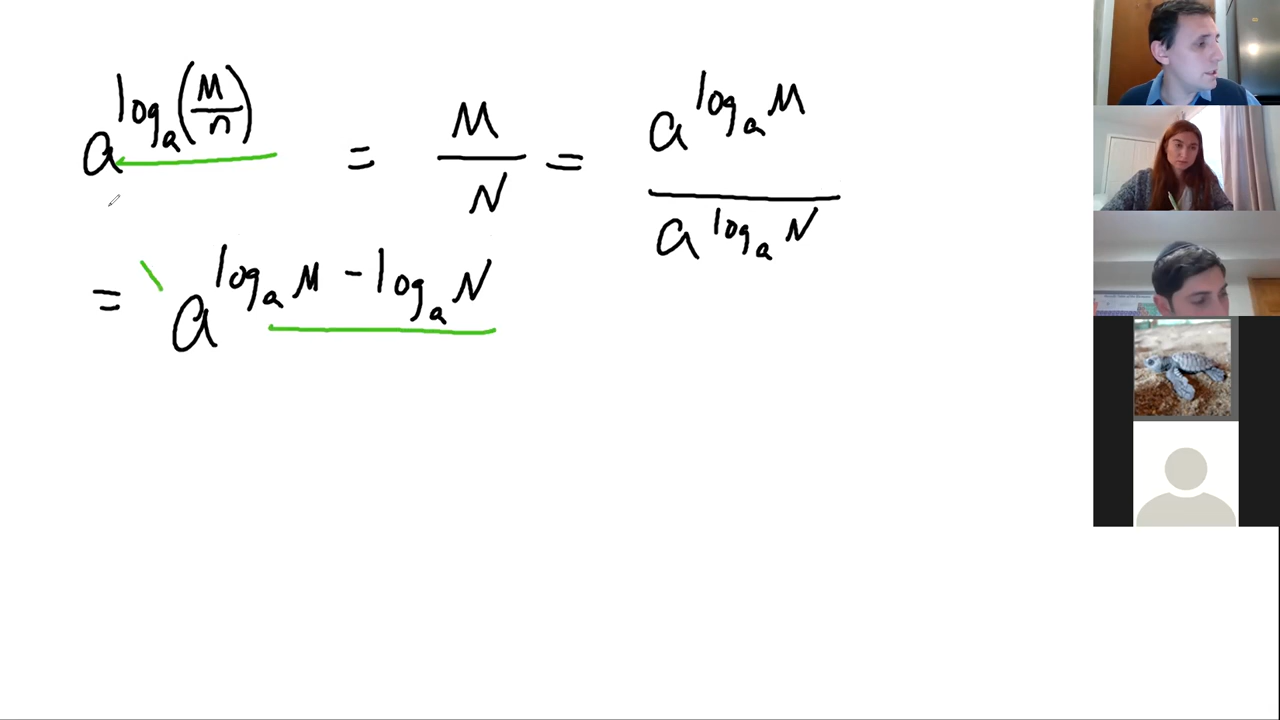 a^{log_a(M/n)} = M/N = a^{log_a M}/a^{log_a N}
= a^{log_a M - log_a N}